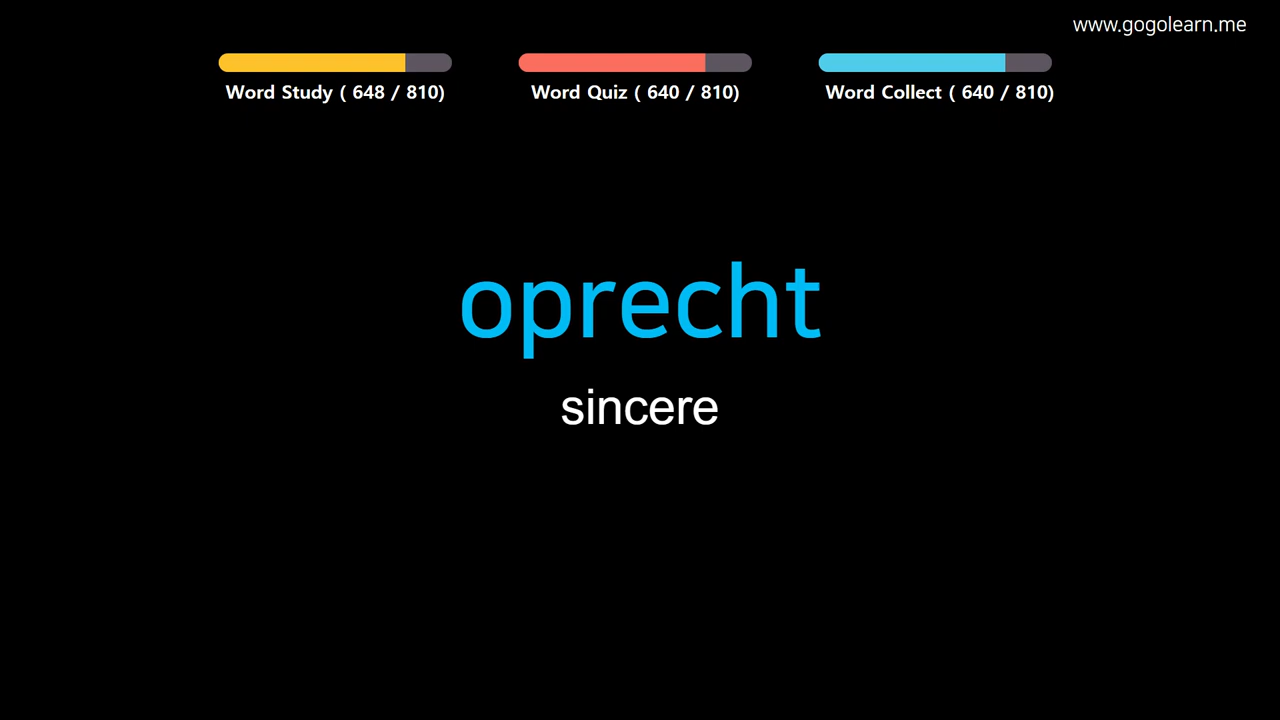 www.gogolearn.me
Word Study ( 648 / 810)
Word Quiz ( 640 / 810)
Word Collect ( 640 / 810)
oprecht
sincere